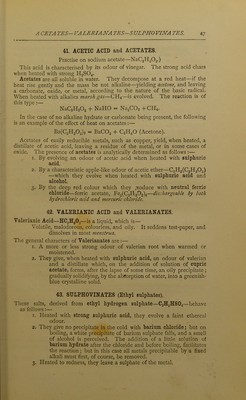 ACETATES—VALERIANATES—SULPHOVINATES. 47
41. ACETIC ACID and ACETATES.
(Practise on sodium acetate—NaC₂H₃O₂.)
This acid is characterised by its odour of vinegar. The strong acid chars
when heated with strong H₂SO₄.
Acetates are all soluble in water. They decompose at a red heat—if the
heat rise gently and the mass be not alkaline—yielding acetone, and leaving
a carbonate, oxide, or metal, according to the nature of the basic radical.
When heated with alkalies marsh gas—CH₄—is evolved. The reaction is of
this type:—
NaC₂H₃O₂ + NaHO = Na₂CO₃ + CH₄.
In the case of no alkaline hydrate or carbonate being present, the following
is an example of the effect of heat on acetates:—
Ba(C₂H₃O₂)₂ = BaCO₃ + C₃H₆O (Acetone).
Acetates of easily reducible metals, such as copper, yield, when heated, a
distillate of acetic acid, leaving a residue of the metal, or in some cases of
oxide. The presence of acetates is analytically determined as follows:—
1. By evolving an odour of acetic acid when heated with sulphuric
acid.
2. By a characteristic apple-like odour of acetic ether—C₂H₅C₂H₃O₂
—which they evolve when heated with sulphuric acid and
alcohol.
3. By the deep red colour which they produce with neutral ferric
chloride—ferric acetate, Fe₂(C₂H₃O₂)₆—dischargeable by both
hydrochloric acid and mercuric chloride.
42. VALERIANIC ACID and VALERIANATES.
Valerianic Acid—HC₅H₉O₂—is a liquid, which is—
Volatile, malodorous, colourless, and oily. It reddens test-paper, and
dissolves in most menstrua.
The general characters of Valerianates are:—
1. A more or less strong odour of valerian root when warmed or
moistened.
2. They give, when heated with sulphuric acid, an odour of valerian
and a distillate which, on the addition of solution of cupric
acetate, forms, after the lapse of some time, an oily precipitate;
gradually solidifying, by the absorption of water, into a greenish-
blue crystalline solid.
43. SULPHOVINATES (Ethyl sulphates).
These salts, derived from ethyl hydrogen sulphate—C₂H₅HSO₄—behave
as follows:—
1. Heated with strong sulphuric acid, they evolve a faint ethereal
odour.
2. They give no precipitate in the cold with barium chloride; but on
boiling, a white precipitate of barium sulphate falls, and a smell
of alcohol is perceived. The addition of a little solution of
barium hydrate after the chloride and before boiling, facilitates
the reaction; but in this case all metals precipitable by a fixed
alkali must first, of course, be removed.
3. Heated to redness, they leave a sulphate of the metal.